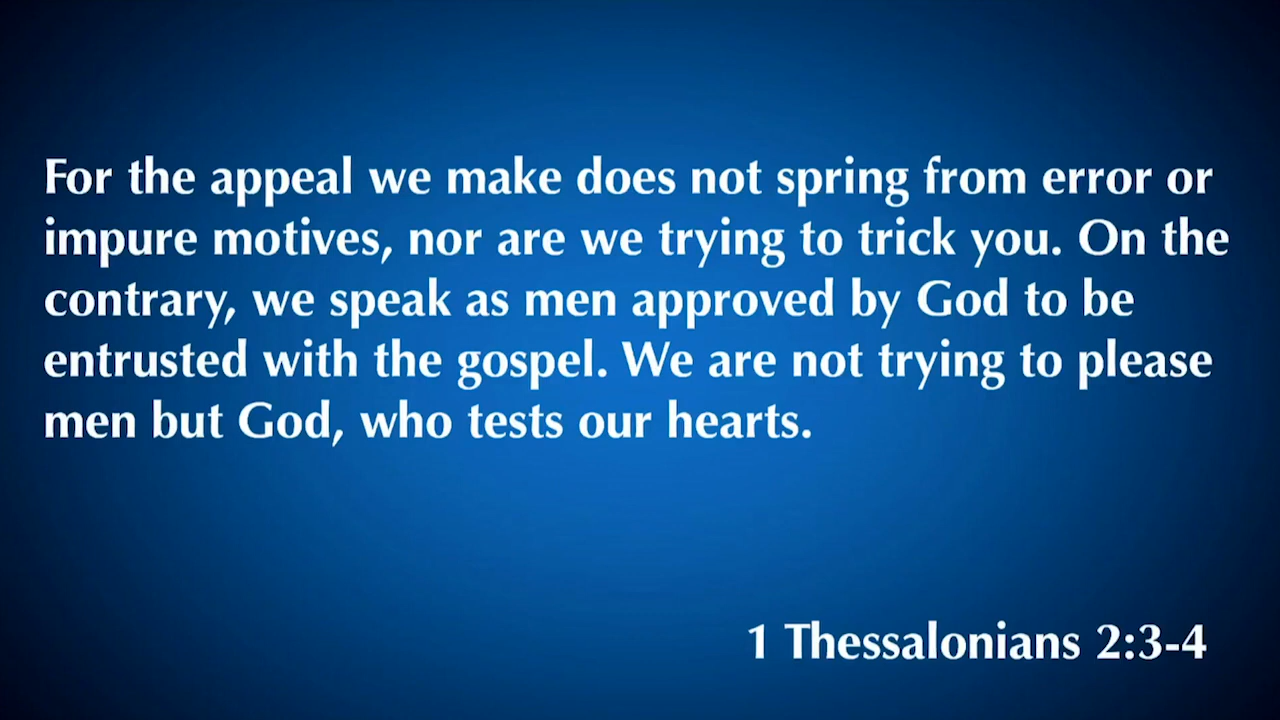 For the appeal we make does not spring from error or
impure motives, nor are we trying to trick you. On the
contrary, we speak as men approved by God to be
entrusted with the gospel. We are not trying to please
men but God, who tests our hearts.
1 Thessalonians 2:3-4